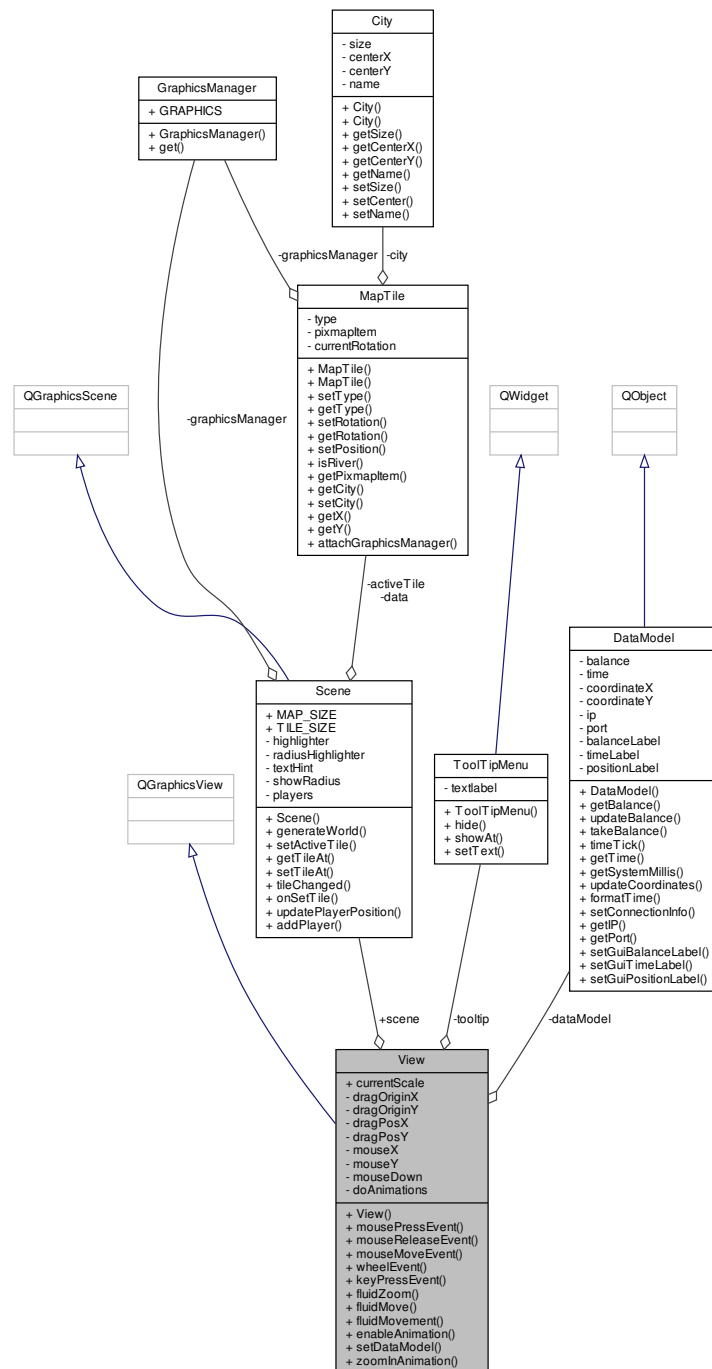 City
- size
- centerX
- centerY
- name
+ City()
+ City()
+ getSize()
+ getCenterX()
+ getCenterY()
+ getName()
+ setSize()
+ setCenter()
+ setName()
GraphicsManager
+ GRAPHICS
+ GraphicsManager()
+ get()
-graphicsManager
-city
MapTile
- type
- pixmapItem
- currentRotation
+ MapTile()
+ MapTile()
+ setType()
+ getType()
+ setRotation()
+ getRotation()
+ setPosition()
+ isRiver()
+ getPixmapItem()
+ getCity()
+ setCity()
+ getX()
+ getY()
+ attachGraphicsManager()
QGraphicsScene
-graphicsManager
QWidget
QObject
-activeTile
-data
Scene
+ MAP_SIZE
+ TILE_SIZE
- highlighter
- radiusHighlighter
- textHint
- showRadius
- players
+ Scene()
+ generateWorld()
+ setActiveTile()
+ getTileAt()
+ setTileAt()
+ tileChanged()
+ onSetTile()
+ updatePlayerPosition()
+ addPlayer()
QGraphicsView
ToolTipMenu
- textlabel
+ ToolTipMenu()
+ hide()
+ showAt()
+ setText()
DataModel
- balance
- time
- coordinateX
- coordinateY
- ip
- port
- balanceLabel
- timeLabel
- positionLabel
+ DataModel()
+ getBalance()
+ updateBalance()
+ takeBalance()
+ timeTick()
+ getTime()
+ getSystemMillis()
+ updateCoordinates()
+ formatTime()
+ setConnectionInfo()
+ getIP()
+ getPort()
+ setGuiBalanceLabel()
+ setGuiTimeLabel()
+ setGuiPositionLabel()
+scene
-tooltip
-dataModel
View
+ currentScale
- dragOriginX
- dragOriginY
- dragPosX
- dragPosY
- mouseX
- mouseY
- mouseDown
- doAnimations
+ View()
+ mousePressEvent()
+ mouseReleaseEvent()
+ mouseMoveEvent()
+ wheelEvent()
+ keyPressEvent()
+ fluidZoom()
+ fluidMove()
+ fluidMovement()
+ enableAnimation()
+ setDataModel()
+ zoomInAnimation()